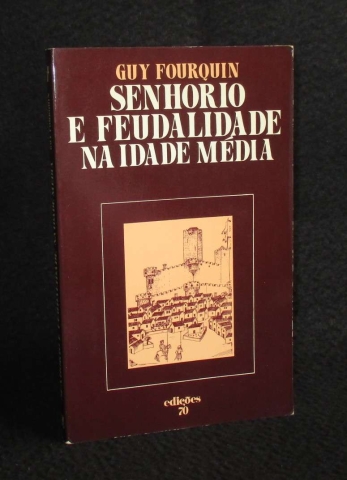 GUY FOURQUIN
SENHORIO
E FEUDALIDADE
NA IDADE MÉDIA
edições
70